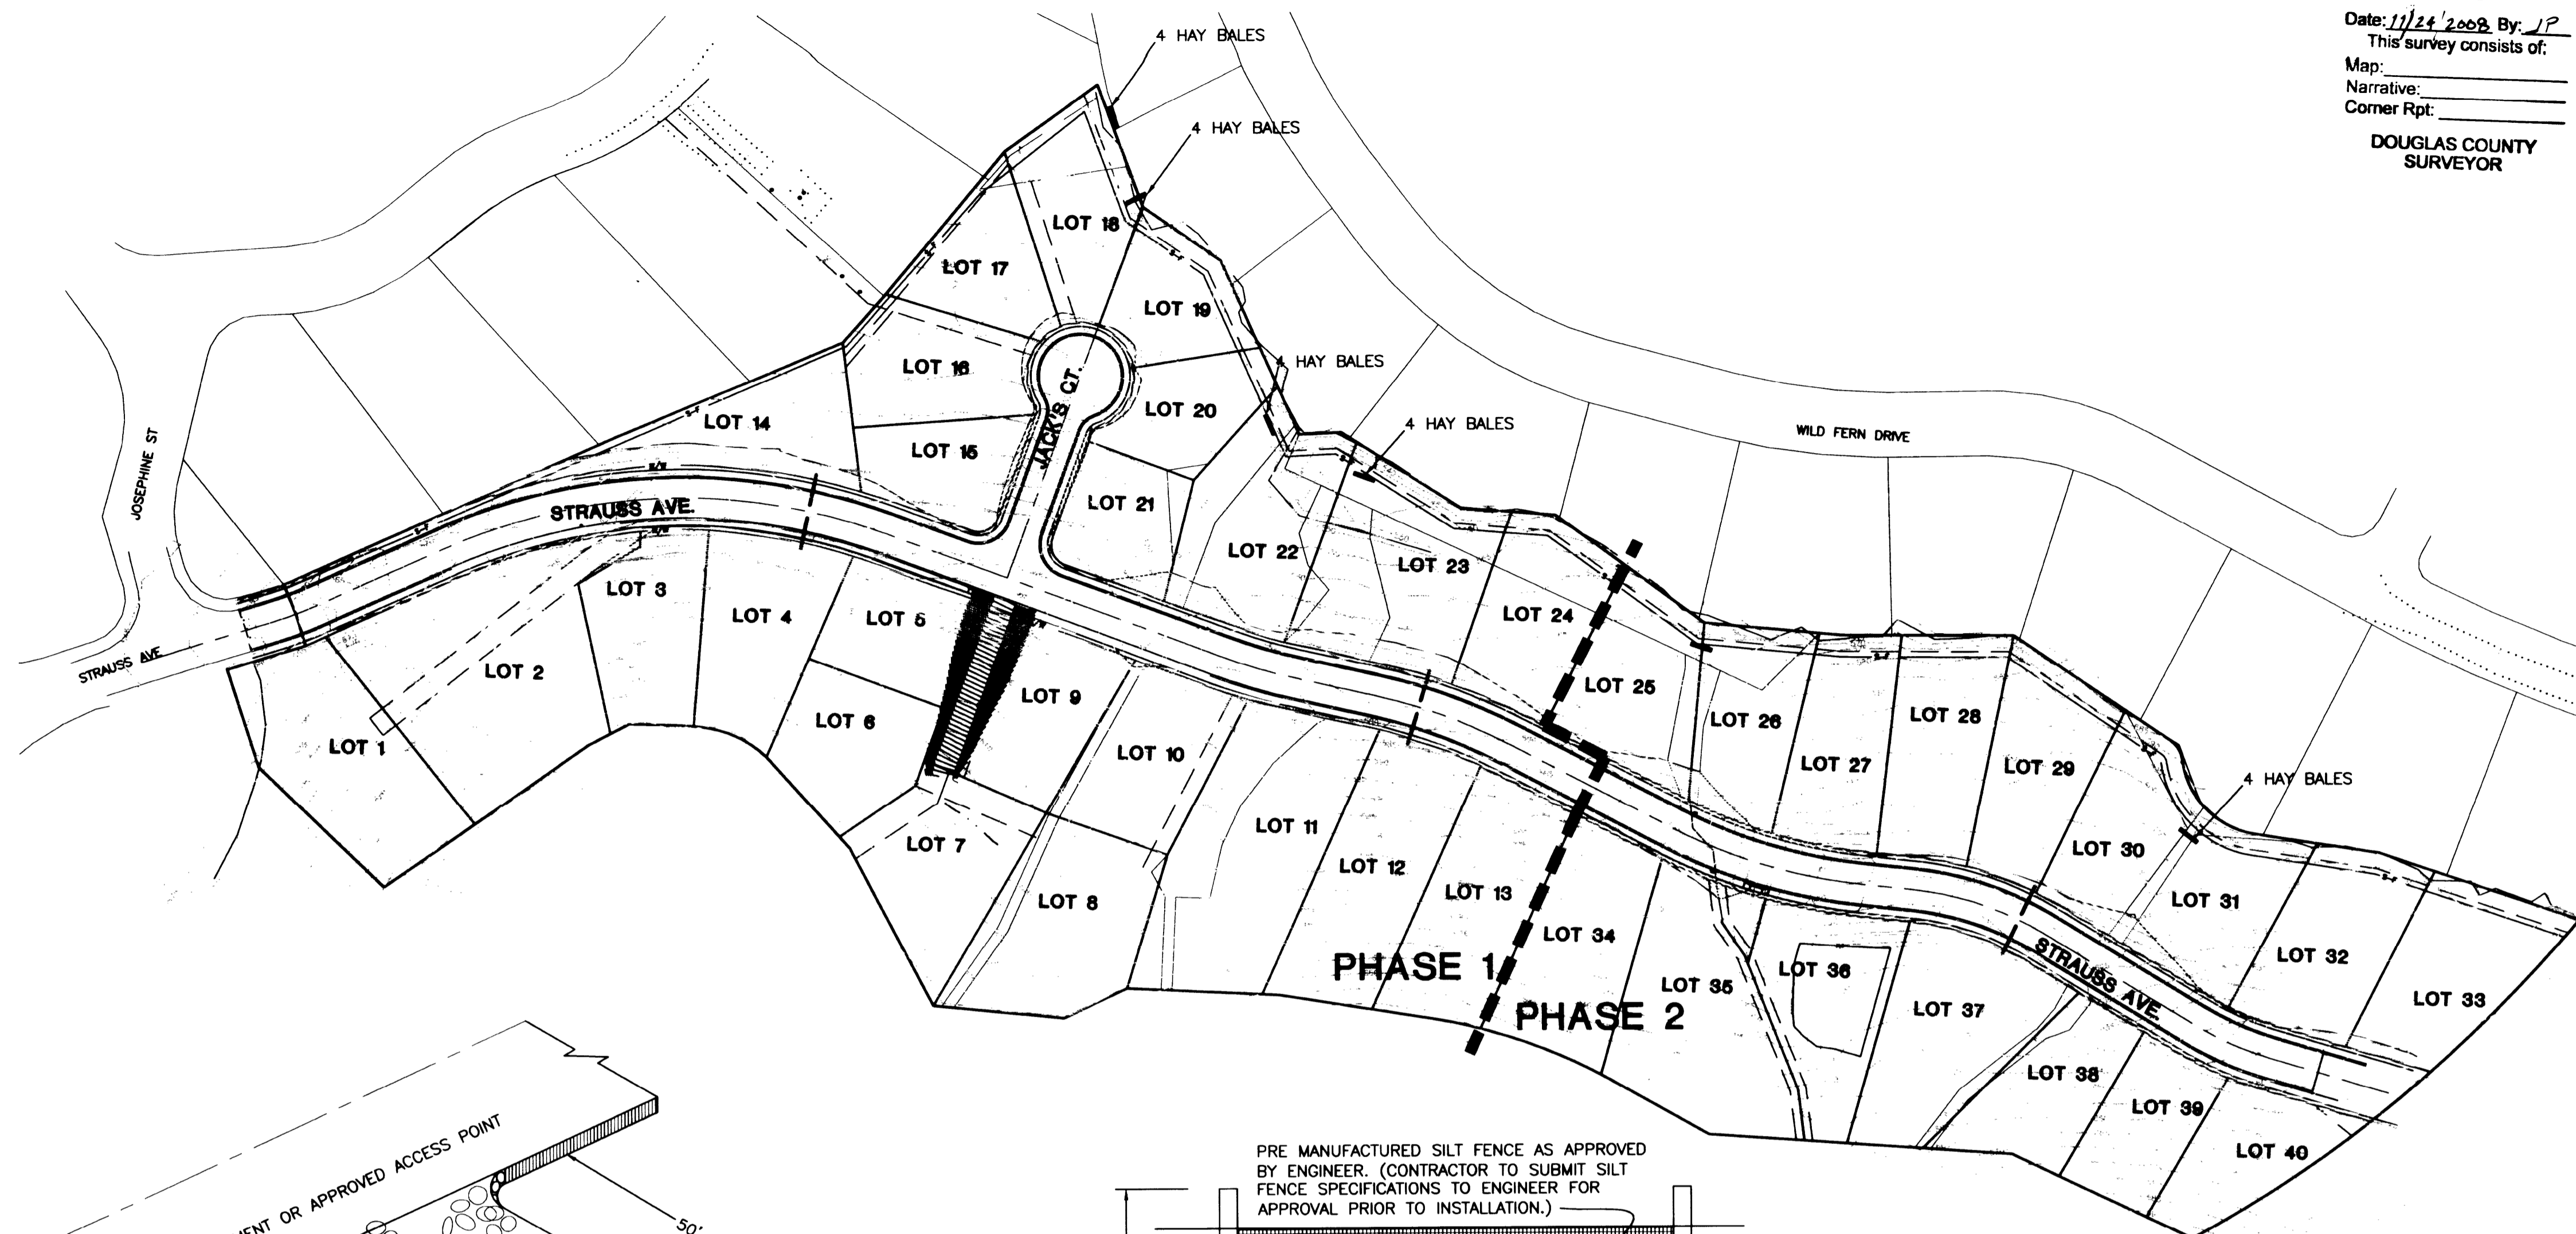 Date: 11/24/2008 By: JP
This survey consists of:
Map:
Narrative:
Corner Rpt:
DOUGLAS COUNTY
SURVEYOR
4 HAY BALES
4 HAY BALES
LOT 18
LOT 17
LOT 19
4 HAY BALES
LOT 16
JACK'S CT.
LOT 20
LOT 14
4 HAY BALES
WILD FERN DRIVE
LOT 15
JOSEPHINE ST
LOT 21
STRAUSS AVE.
LOT 22
LOT 23
LOT 3
LOT 4
LOT 5
LOT 24
STRAUSS AVE
LOT 2
LOT 9
LOT 25
LOT 6
LOT 26
LOT 28
LOT 1
LOT 10
LOT 27
LOT 29
4 HAY BALES
LOT 7
LOT 11
LOT 12
LOT 30
LOT 8
LOT 13
LOT 31
LOT 34
PHASE 1
LOT 36
STRAUSS AVE.
LOT 32
LOT 35
LOT 33
PHASE 2
LOT 37
LOT 38
LOT 39
LOT 40
OR APPROVED ACCESS POINT
50'
PRE MANUFACTURED SILT FENCE AS APPROVED
BY ENGINEER. (CONTRACTOR TO SUBMIT SILT
FENCE SPECIFICATIONS TO ENGINEER FOR
APPROVAL PRIOR TO INSTALLATION.)